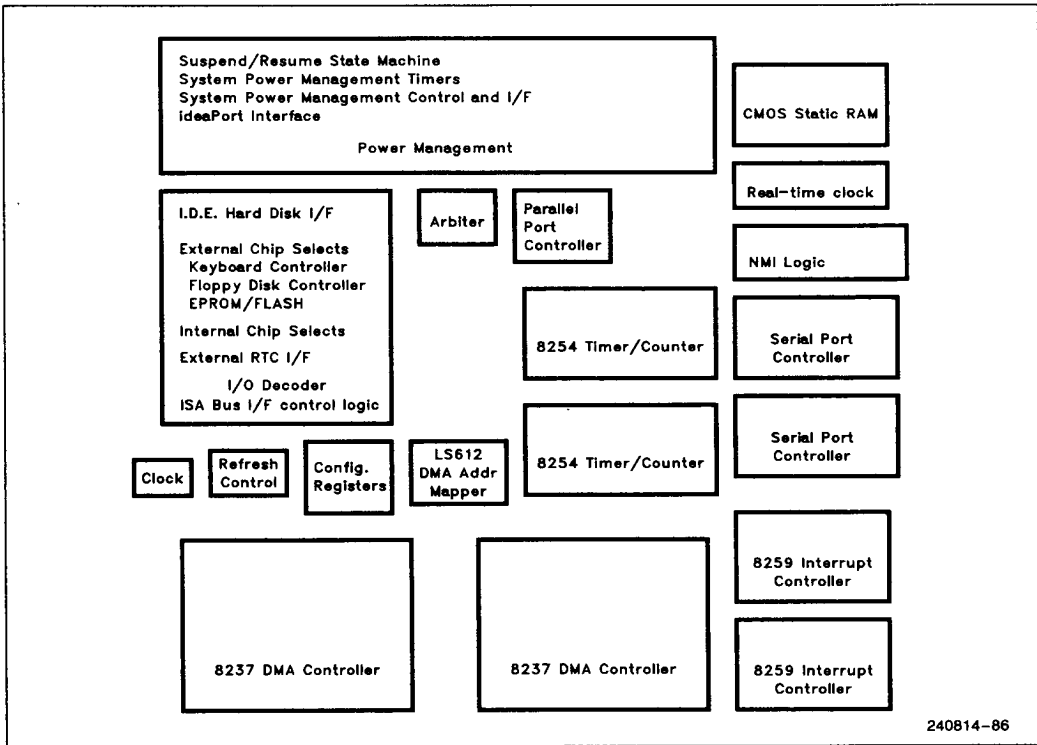 Suspend/Resume State Machine
System Power Management Timers
System Power Management Control and I/F
ideaPort Interface
Power Management
CMOS Static RAM
Real-time clock
I.D.E. Hard Disk I/F
External Chip Selects
Keyboard Controller
Floppy Disk Controller
EPROM/FLASH
Internal Chip Selects
External RTC I/F
I/O Decoder
ISA Bus I/F control logic
Arbiter
Parallel
Port
Controller
NMI Logic
8254 Timer/Counter
Serial Port
Controller
8254 Timer/Counter
Serial Port
Controller
Clock
Refresh
Control
Config.
Registers
LS612
DMA Addr
Mapper
8237 DMA Controller
8237 DMA Controller
8259 Interrupt
Controller
8259 Interrupt
Controller
240814-86